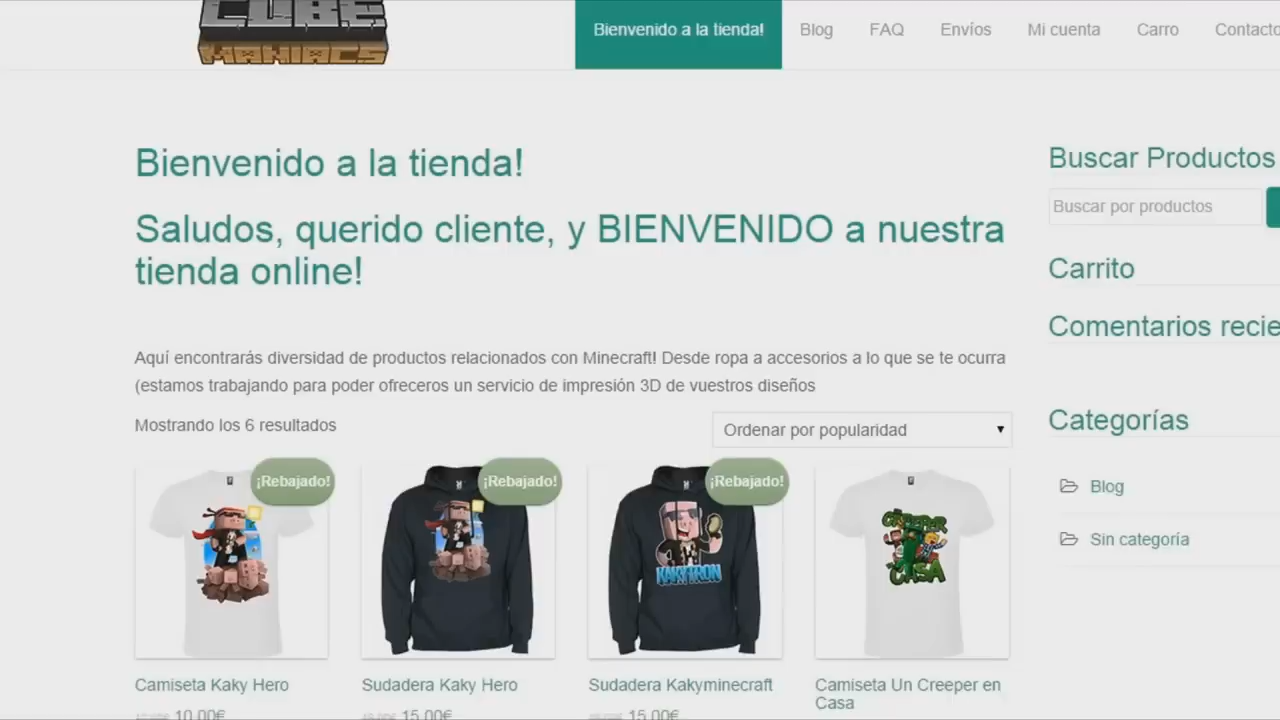 CUBE
MANIACS
Bienvenido a la tienda!
Blog
FAQ
Envíos
Mi cuenta
Carro
Contacto
Bienvenido a la tienda!
Saludos, querido cliente, y BIENVENIDO a nuestra
tienda online!
Aquí encontrarás diversidad de productos relacionados con Minecraft! Desde ropa a accesorios a lo que se te ocurra
(estamos trabajando para poder ofreceros un servicio de impresión 3D de vuestros diseños
Mostrando los 6 resultados
Ordenar por popularidad
¡Rebajado!
¡Rebajado!
¡Rebajado!
KAKYTRON
CREEPER
CASA
Camiseta Kaky Hero
Sudadera Kaky Hero
Sudadera Kakyminecraft
Camiseta Un Creeper en
Casa
10,00€
15,00€
15,00€
Buscar Productos
Buscar por productos
Carrito
Comentarios recie
Categorías
Blog
Sin categoría